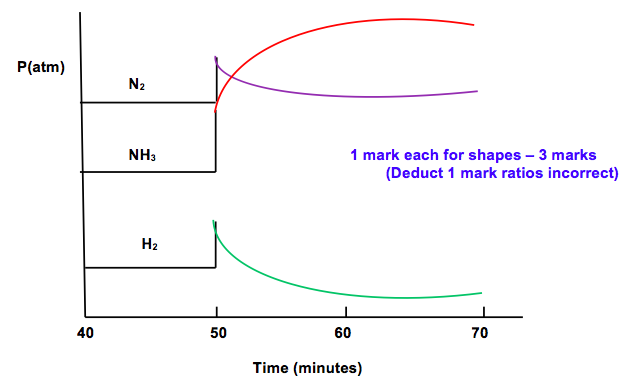 P(atm)
N₂
NH₃
1 mark each for shapes – 3 marks
(Deduct 1 mark ratios incorrect)
H₂
40 50 60 70
Time (minutes)